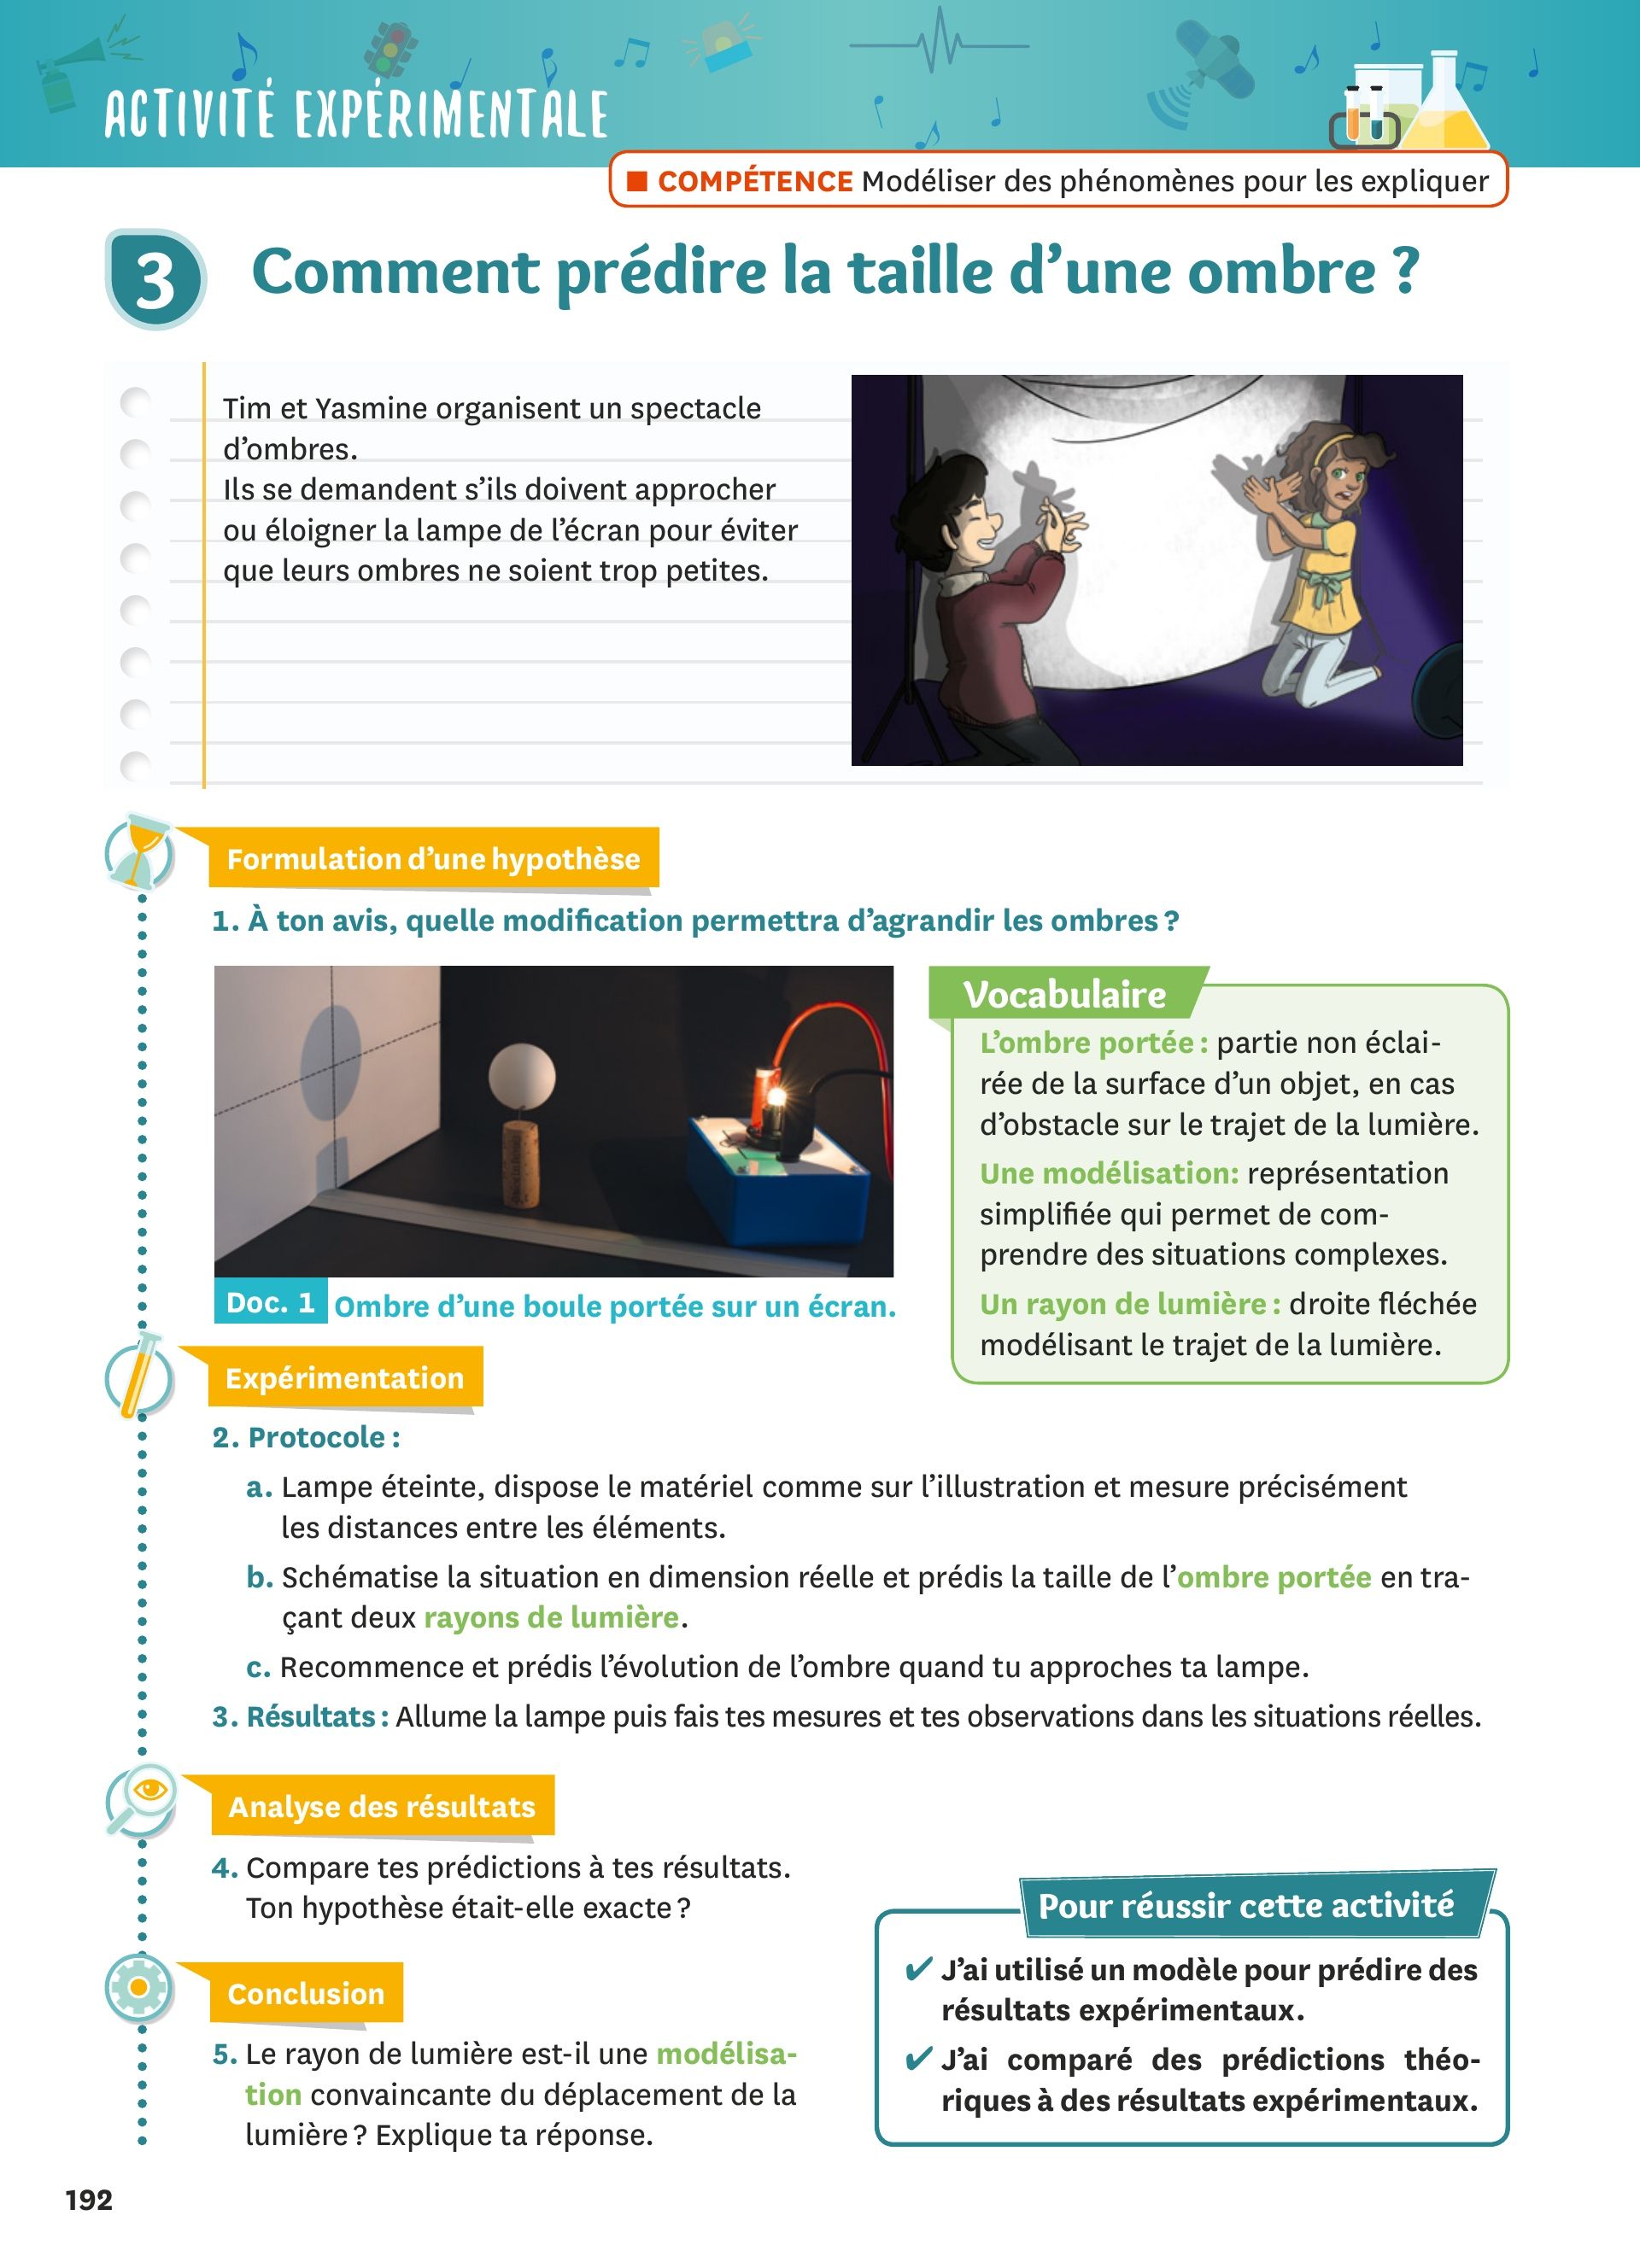 ACTIVITÉ EXPÉRIMENTALE
■ COMPÉTENCE Modéliser des phénomènes pour les expliquer
3 Comment prédire la taille d’une ombre ?
Tim et Yasmine organisent un spectacle
d’ombres.
Ils se demandent s’ils doivent approcher
ou éloigner la lampe de l’écran pour éviter
que leurs ombres ne soient trop petites.
Formulation d’une hypothèse
1. À ton avis, quelle modification permettra d’agrandir les ombres ?
Doc. 1 Ombre d’une boule portée sur un écran.
Vocabulaire
L’ombre portée : partie non éclai-
rée de la surface d’un objet, en cas
d’obstacle sur le trajet de la lumière.
Une modélisation: représentation
simplifiée qui permet de com-
prendre des situations complexes.
Un rayon de lumière : droite fléchée
modélisant le trajet de la lumière.
Expérimentation
2. Protocole :
a. Lampe éteinte, dispose le matériel comme sur l’illustration et mesure précisément
les distances entre les éléments.
b. Schématise la situation en dimension réelle et prédis la taille de l’ombre portée en tra-
çant deux rayons de lumière.
c. Recommence et prédis l’évolution de l’ombre quand tu approches ta lampe.
3. Résultats : Allume la lampe puis fais tes mesures et tes observations dans les situations réelles.
Analyse des résultats
4. Compare tes prédictions à tes résultats.
Ton hypothèse était-elle exacte ?
Conclusion
5. Le rayon de lumière est-il une modélisa-
tion convaincante du déplacement de la
lumière ? Explique ta réponse.
Pour réussir cette activité
✔ J’ai utilisé un modèle pour prédire des
résultats expérimentaux.
✔ J’ai comparé des prédictions théo-
riques à des résultats expérimentaux.
192